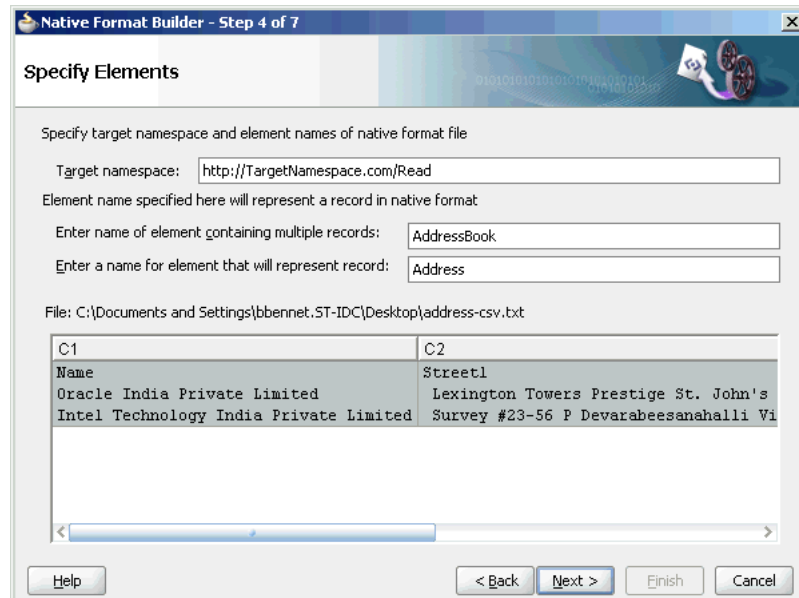 Native Format Builder - Step 4 of 7
Specify Elements
Specify target namespace and element names of native format file
Target namespace: http://TargetNamespace.com/Read
Element name specified here will represent a record in native format
Enter name of element containing multiple records: AddressBook
Enter a name for element that will represent record: Address
File: C:\Documents and Settings\bbennet.ST-IDC\Desktop\address-csv.txt
C1 C2
Name Street1
Oracle India Private Limited Lexington Towers Prestige St. John's
Intel Technology India Private Limited Survey #23-56 P Devarabeesanahalli Vi
Help < Back Next > Finish Cancel